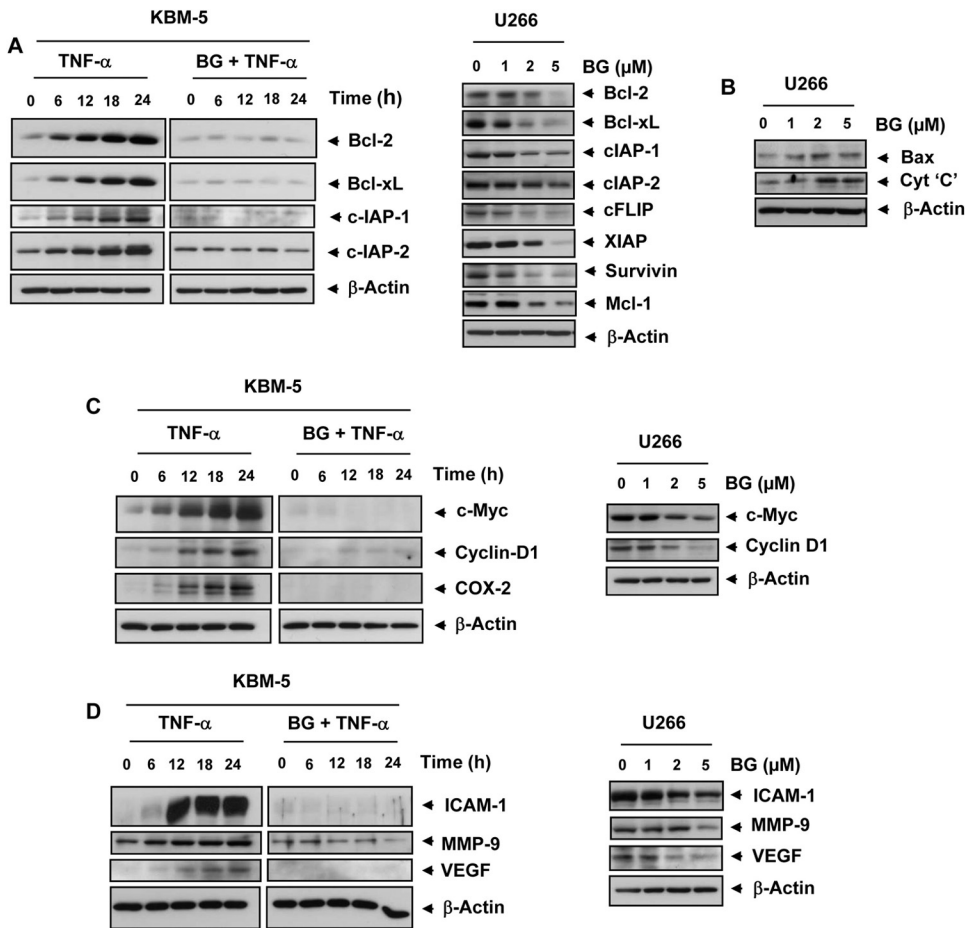 KBM-5
A
TNF-α
BG + TNF-α
0 6 12 18 24
0 6 12 18 24
Time (h)
Bcl-2
Bcl-xL
c-IAP-1
c-IAP-2
β-Actin
U266
0 1 2 5
BG (µM)
Bcl-2
Bcl-xL
cIAP-1
cIAP-2
cFLIP
XIAP
Survivin
Mcl-1
β-Actin
B
U266
0 1 2 5
BG (µM)
Bax
Cyt ‘C’
β-Actin
C
KBM-5
TNF-α
BG + TNF-α
0 6 12 18 24
0 6 12 18 24
Time (h)
c-Myc
Cyclin-D1
COX-2
β-Actin
U266
0 1 2 5
BG (µM)
c-Myc
Cyclin D1
β-Actin
D
KBM-5
TNF-α
BG + TNF-α
0 6 12 18 24
0 6 12 18 24
Time (h)
ICAM-1
MMP-9
VEGF
β-Actin
U266
0 1 2 5
BG (µM)
ICAM-1
MMP-9
VEGF
β-Actin